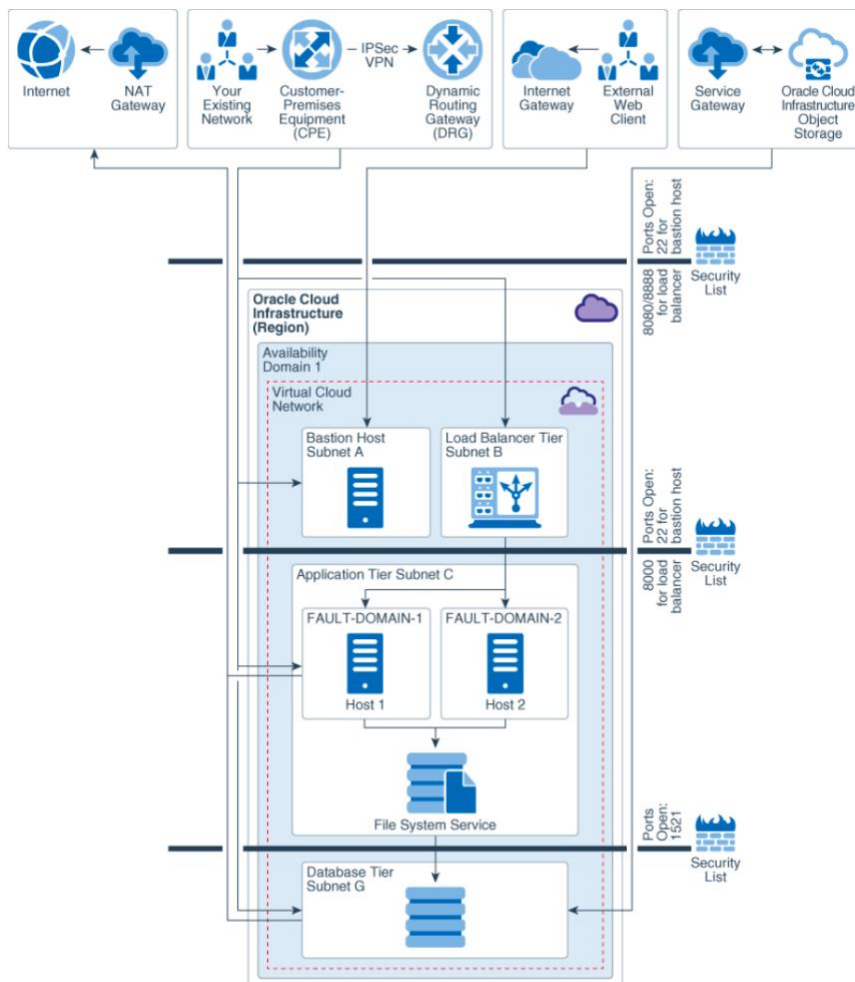 Internet
NAT
Gateway
Your
Existing
Network
Customer-
Premises
Equipment
(CPE)
IPSec
VPN
Dynamic
Routing
Gateway
(DRG)
Internet
Gateway
External
Web
Client
Service
Gateway
Oracle Cloud
Infrastructure
Object
Storage
Ports Open:
22 for
bastion host
8080/8888
for load
balancer
Security
List
Oracle Cloud
Infrastructure
(Region)
Availability
Domain 1
Virtual Cloud
Network
Bastion Host
Subnet A
Load Balancer Tier
Subnet B
Ports Open:
22 for
bastion host
8000
for load
balancer
Security
List
Application Tier Subnet C
FAULT-DOMAIN-1
Host 1
FAULT-DOMAIN-2
Host 2
File System Service
Ports
Open:
1521
Security
List
Database Tier
Subnet G